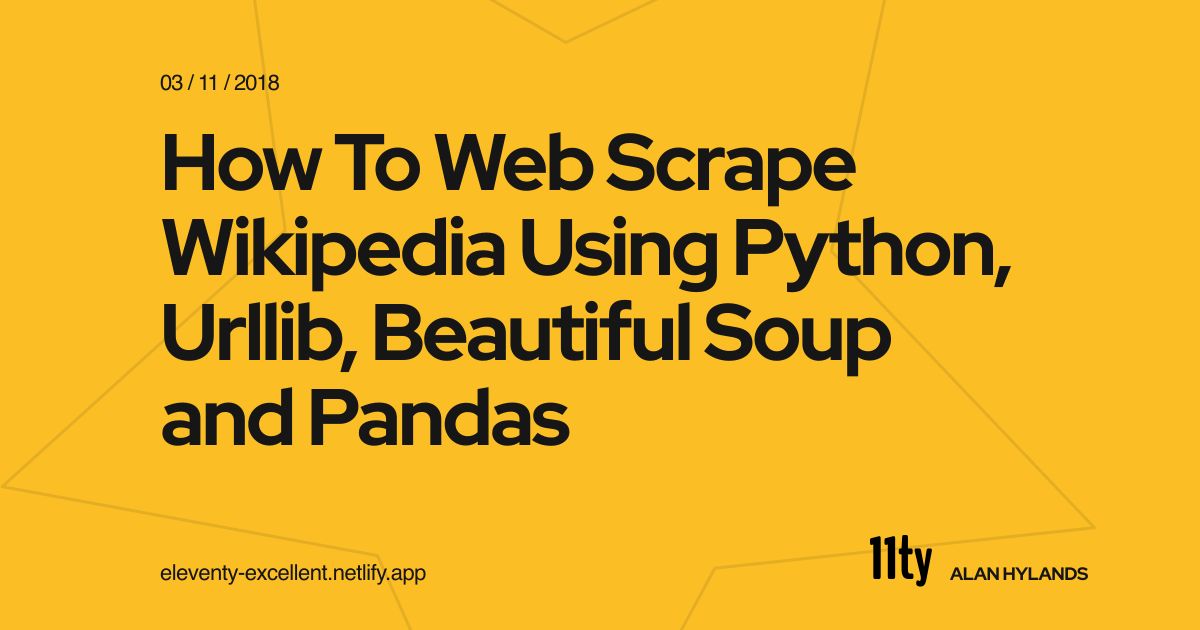 03 / 11 / 2018
How To Web Scrape
Wikipedia Using Python,
Urllib, Beautiful Soup
and Pandas
eleventy-excellent.netlify.app
11ty ALAN HYLANDS